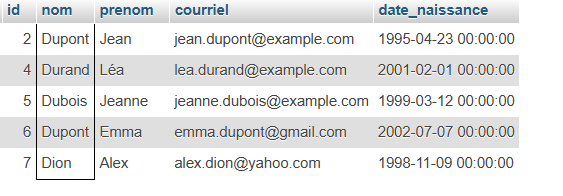 id nom prenom courriel date_naissance
2 Dupont Jean jean.dupont@example.com 1995-04-23 00:00:00
4 Durand Léa lea.durand@example.com 2001-02-01 00:00:00
5 Dubois Jeanne jeanne.dubois@example.com 1999-03-12 00:00:00
6 Dupont Emma emma.dupont@gmail.com 2002-07-07 00:00:00
7 Dion Alex alex.dion@yahoo.com 1998-11-09 00:00:00